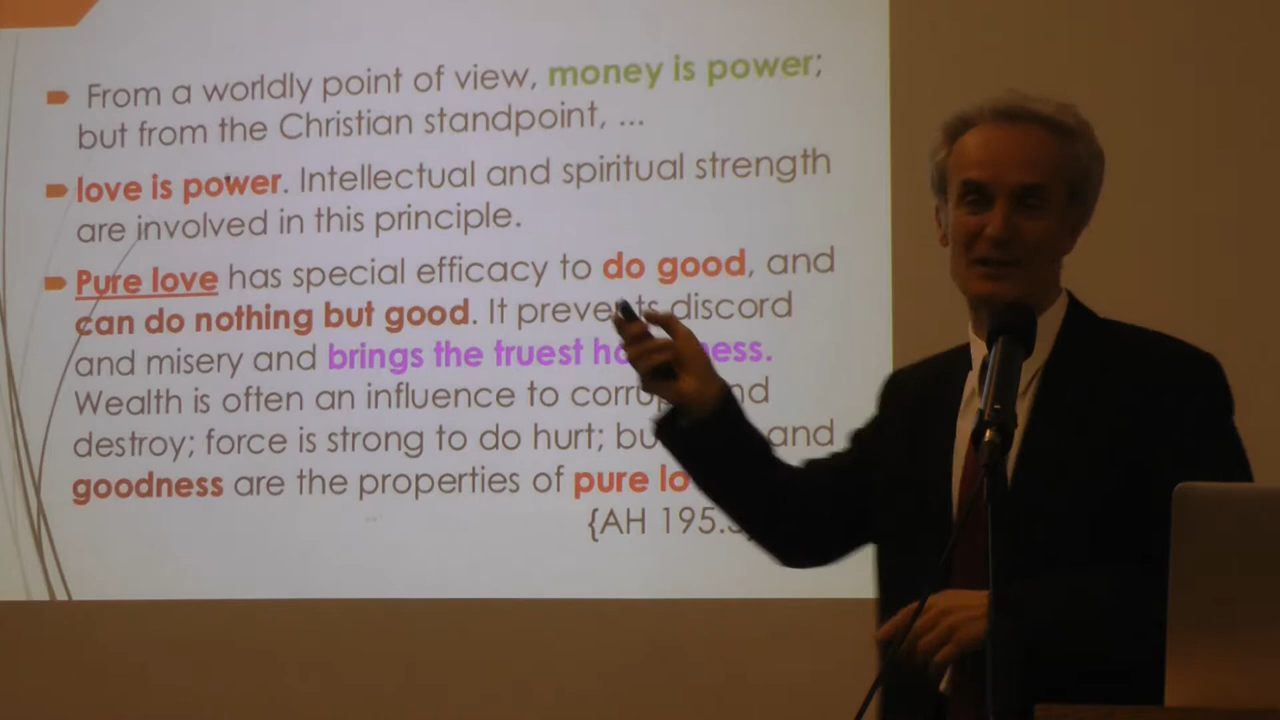 From a worldly point of view, money is power;
but from the Christian standpoint, ...
love is power. Intellectual and spiritual strength
are involved in this principle.
Pure love has special efficacy to do good, and
can do nothing but good. It prevents discord
and misery and brings the truest
Wealth is often an influence to
destroy; force is strong to do hurt; and
goodness are the properties of pure
{AH